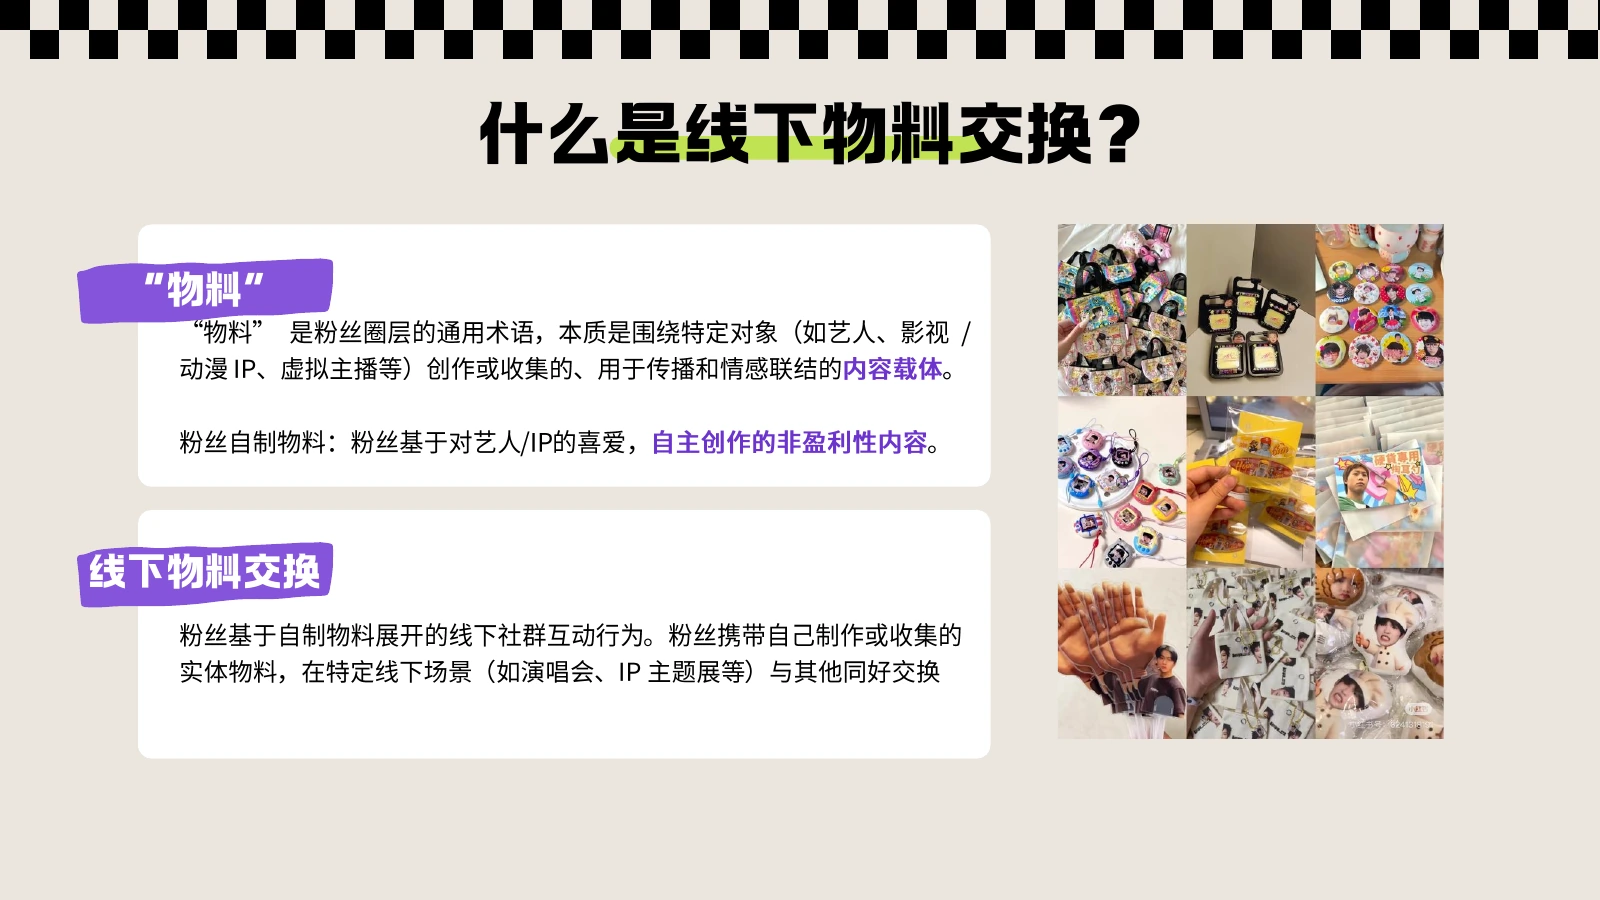 什么是线下物料交换?
“物料”
“物料” 是粉丝圈层的通用术语，本质是围绕特定对象（如艺人、影视 /
动漫 IP、虚拟主播等）创作或收集的、用于传播和情感联结的内容载体。
粉丝自制物料：粉丝基于对艺人/IP的喜爱，自主创作的非盈利性内容。
线下物料交换
粉丝基于自制物料展开的线下社群互动行为。粉丝携带自己制作或收集的
实体物料，在特定线下场景（如演唱会、IP 主题展等）与其他同好交换
硬貨專用